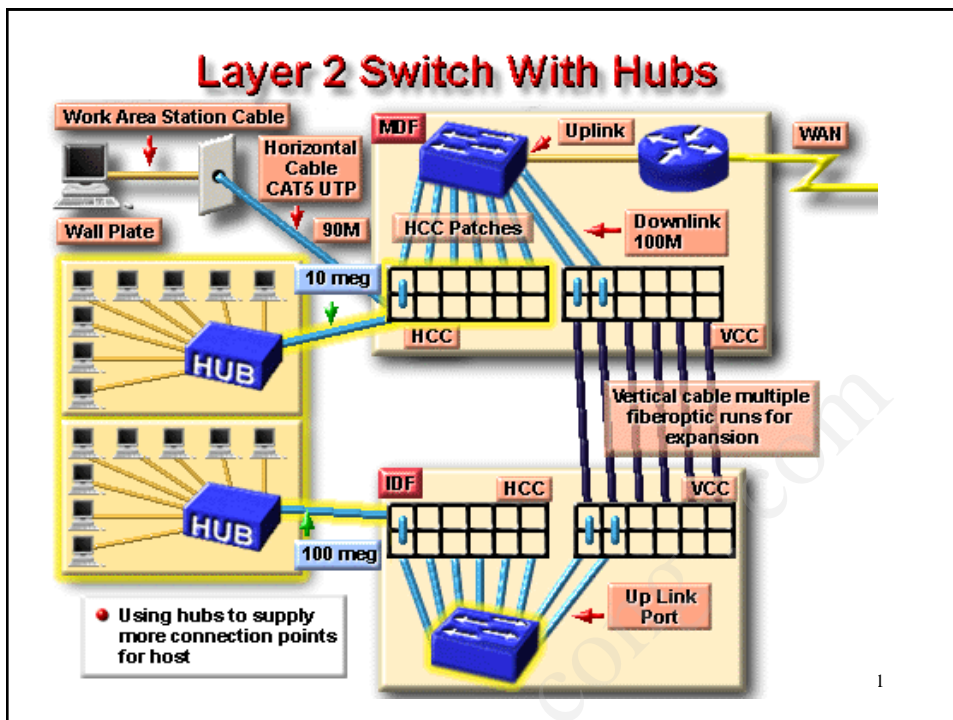 Layer 2 Switch With Hubs
Work Area Station Cable
MDF
Uplink
WAN
Horizontal
Cable
CAT5 UTP
Wall Plate
90M
HCC Patches
Downlink
100M
10 meg
HCC
VCC
HUB
Vertical cable multiple
fiberoptic runs for
expansion
IDF
HCC
VCC
HUB
100 meg
Up Link
Port
Using hubs to supply
more connection points
for host
1